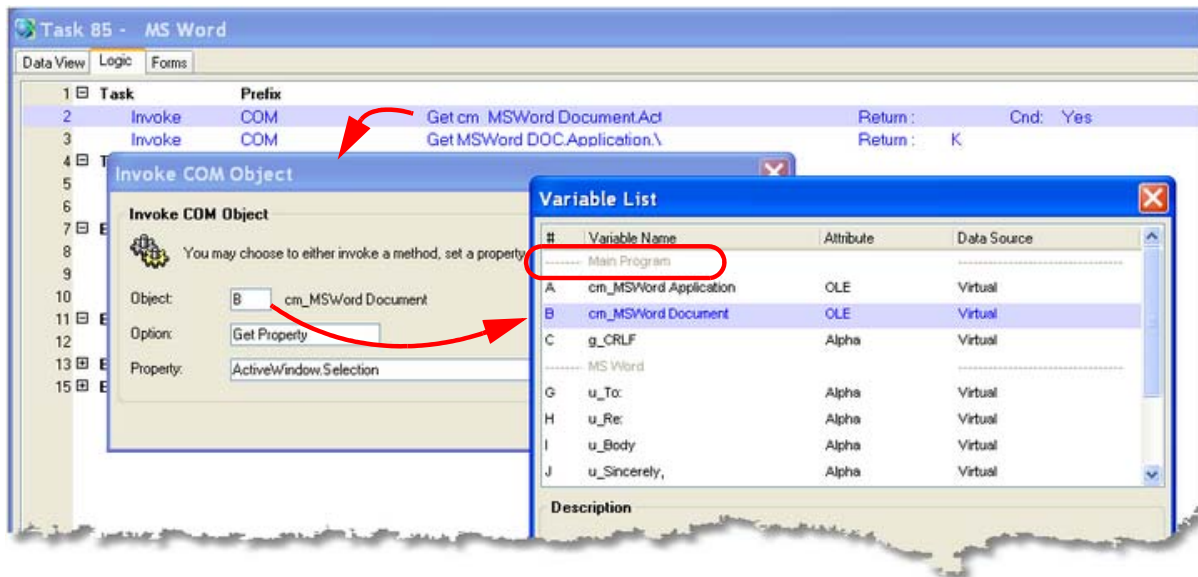 Task 85 - MS Word
Data View Logic Forms
1 Task Prefix
2 Invoke COM Get cm MSWord Document.Act Return : Cnd: Yes
3 Invoke COM Get MSWord DOC.Application.\ Return : K
4 T
5
6
7 E
8
9
10
11 E
12
13 E
15 E
Invoke COM Object
Invoke COM Object
You may choose to either invoke a method, set a property
Object: B cm_MSWord Document
Option: Get Property
Property: ActiveWindow.Selection
Variable List
# Variable Name Attribute Data Source
Main Program
A cm_MSWord Application OLE Virtual
B cm_MSWord Document OLE Virtual
C g_CRLF Alpha Virtual
MS Word
G u_To: Alpha Virtual
H u_Re: Alpha Virtual
I u_Body Alpha Virtual
J u_Sincerely, Alpha Virtual
Description